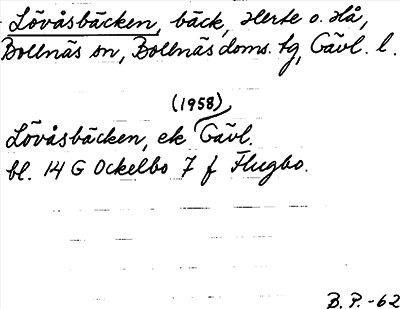 Lövåsbäcken, bäck, Herte o. Hå,
Bollnäs sn, Bollnäs doms. tg, Gävl. l.
(1958)
Lövåsbäcken, ek Gävl.
bl. 14 G Ockelbo 7 f Flugbo.
B. P. -62